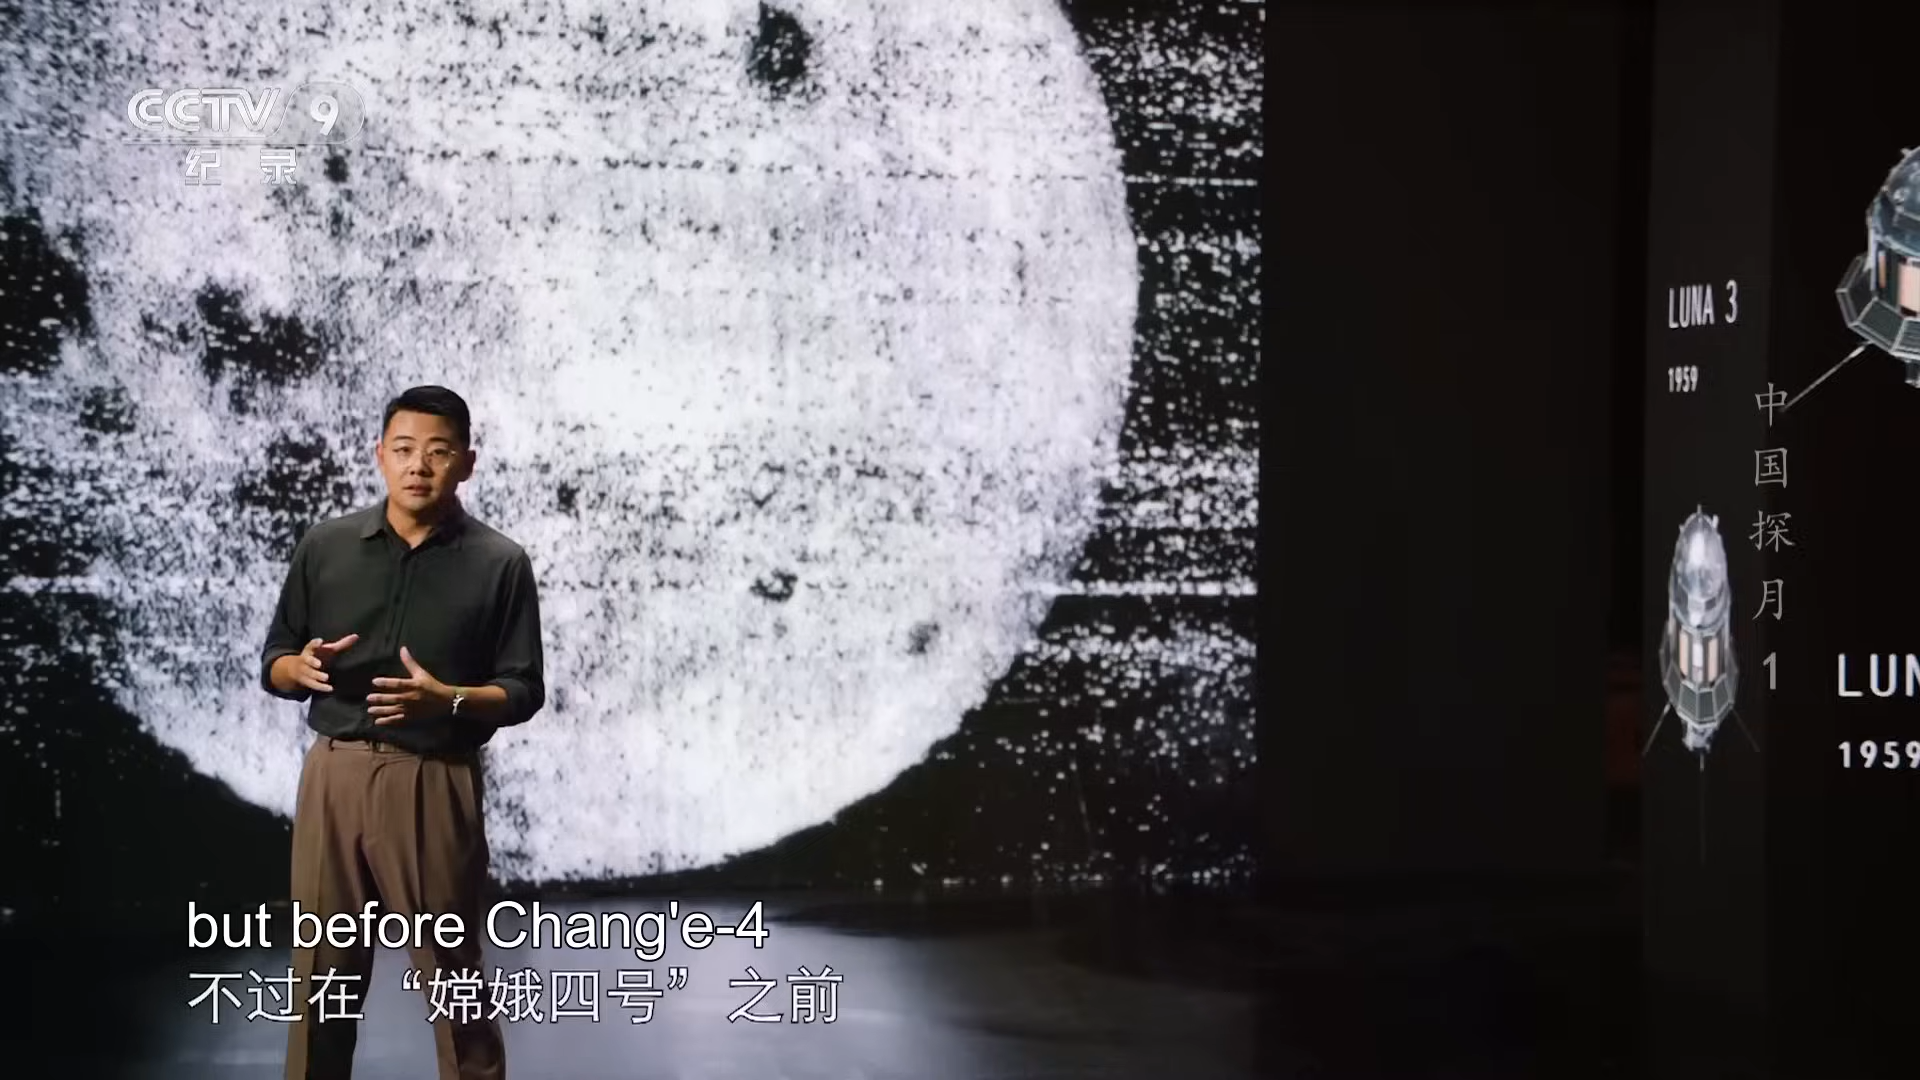 CCTV 9
纪录
LUNA 3
1959
中国探月
1
LUN
1959
but before Chang'e-4
不过在“嫦娥四号”之前